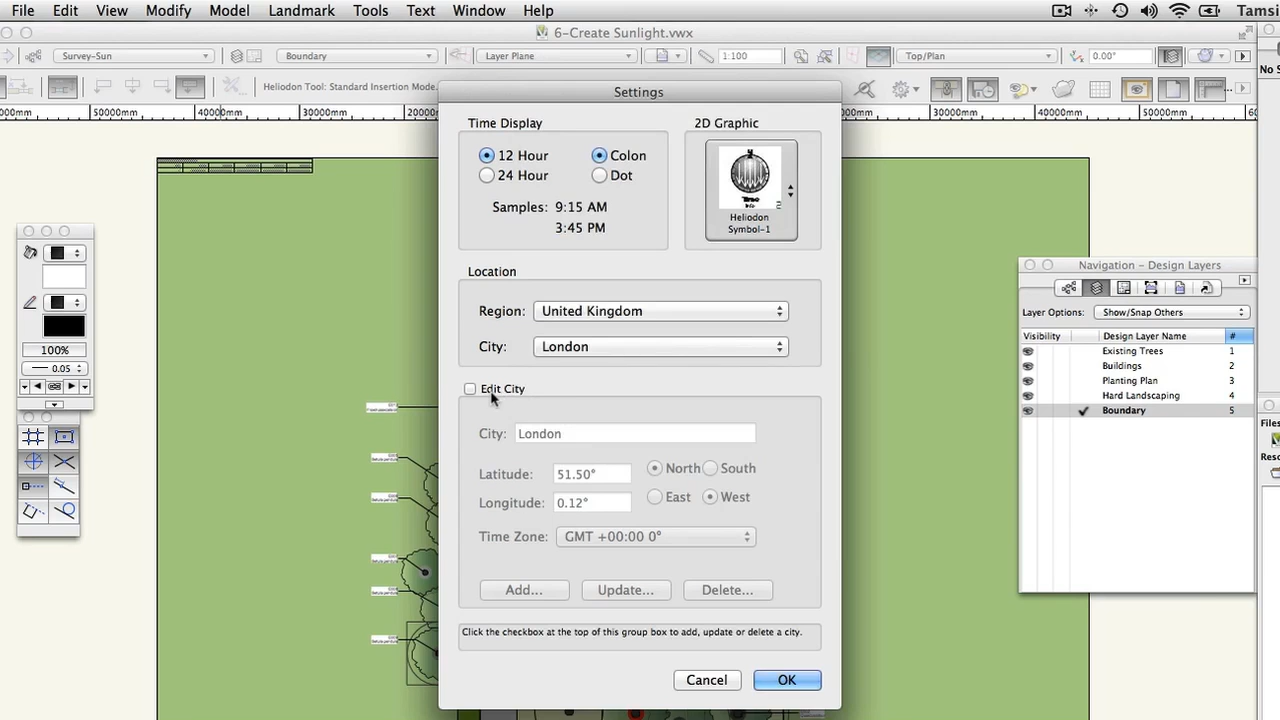 File Edit View Modify Model Landmark Tools Text Window Help Tamsi
6-Create Sunlight.vwx
Survey-Sun Boundary Layer Plane 1:100 Top/Plan 0.00° No S
Heliodon Tool: Standard Insertion Mode.
0000mm 50000mm 40000mm 20000 0000mm 30000mm 40000mm
Settings
Time Display
12 Hour Colon
24 Hour Dot
Samples: 9:15 AM
3:45 PM
2D Graphic
Heliodon
Symbol-1
Location
Region: United Kingdom
City: London
Edit City
City: London
Latitude: 51.50° North South
Longitude: 0.12° East West
Time Zone: GMT +00:00 0°
Add... Update... Delete...
Click the checkbox at the top of this group box to add, update or delete a city.
Cancel OK
100%
0.05
Navigation - Design Layers
Layer Options: Show/Snap Others
Visibility Design Layer Name #
Existing Trees 1
Buildings 2
Planting Plan 3
Hard Landscaping 4
Boundary 5
Files
Reso